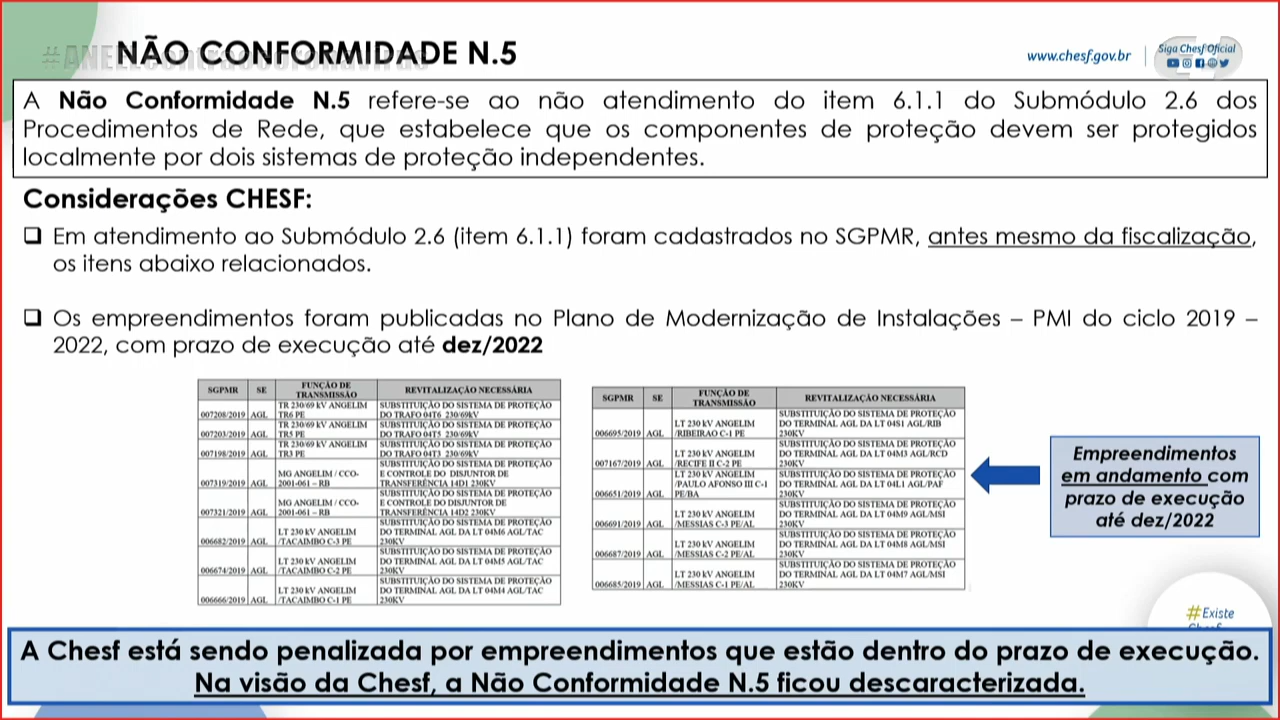 #ANEELcontracoronavírus
NÃO CONFORMIDADE N.5
www.chesf.gov.br
Siga Chesf Oficial
A Não Conformidade N.5 refere-se ao não atendimento do item 6.1.1 do Submódulo 2.6 dos
Procedimentos de Rede, que estabelece que os componentes de proteção devem ser protegidos
localmente por dois sistemas de proteção independentes.
Considerações CHESF:
Em atendimento ao Submódulo 2.6 (item 6.1.1) foram cadastrados no SGPMR, antes mesmo da fiscalização,
os itens abaixo relacionados.
Os empreendimentos foram publicadas no Plano de Modernização de Instalações – PMI do ciclo 2019 –
2022, com prazo de execução até dez/2022
SGPMR SE FUNÇÃO DE TRANSMISSÃO REVITALIZAÇÃO NECESSÁRIA
TR 230/69 kV ANGELIM SUBSTITUIÇÃO DO SISTEMA DE PROTEÇÃO
007208/2019 AGL TR6 PE DO TRAFO 04T6 230/69kV
TR 230/69 kV ANGELIM SUBSTITUIÇÃO DO SISTEMA DE PROTEÇÃO
007203/2019 AGL TR5 PE DO TRAFO 04T5 230/69kV
TR 230/69 kV ANGELIM SUBSTITUIÇÃO DO SISTEMA DE PROTEÇÃO
007198/2019 AGL TR3 PE DO TRAFO 04T3 230/69kV
SUBSTITUIÇÃO DO SISTEMA DE PROTEÇÃO
MG ANGELIM / CCO- E CONTROLE DO DISJUNTOR DE
007319/2019 AGL 2001-061 – RB TRANSFERÊNCIA 14D1 230KV
SUBSTITUIÇÃO DO SISTEMA DE PROTEÇÃO
MG ANGELIM / CCO- E CONTROLE DO DISJUNTOR DE
007321/2019 AGL 2001-061 – RB TRANSFERÊNCIA 14D2 230KV
SUBSTITUIÇÃO DO SISTEMA DE PROTEÇÃO
LT 230 kV ANGELIM DO TERMINAL AGL DA LT 04M6 AGL/TAC
006682/2019 AGL /TACAIMBO C-3 PE 230KV
SUBSTITUIÇÃO DO SISTEMA DE PROTEÇÃO
LT 230 kV ANGELIM DO TERMINAL AGL DA LT 04M5 AGL/TAC
006674/2019 AGL /TACAIMBO C-2 PE 230KV
SUBSTITUIÇÃO DO SISTEMA DE PROTEÇÃO
LT 230 kV ANGELIM DO TERMINAL AGL DA LT 04M4 AGL/TAC
006666/2019 AGL /TACAIMBO C-1 PE 230KV
SGPMR SE FUNÇÃO DE TRANSMISSÃO REVITALIZAÇÃO NECESSÁRIA
SUBSTITUIÇÃO DO SISTEMA DE PROTEÇÃO
LT 230 kV ANGELIM DO TERMINAL AGL DA LT 04S1 AGL/RIB
006695/2019 AGL /RIBEIRAO C-1 PE 230KV
SUBSTITUIÇÃO DO SISTEMA DE PROTEÇÃO
LT 230 kV ANGELIM DO TERMINAL AGL DA LT 04M3 AGL/RCD
007167/2019 AGL /RECIFE II C-2 PE 230KV
LT 230 kV ANGELIM SUBSTITUIÇÃO DO SISTEMA DE PROTEÇÃO
/PAULO AFONSO III C-1 DO TERMINAL AGL DA LT 04L1 AGL/PAF
006651/2019 AGL PE/BA 230KV
SUBSTITUIÇÃO DO SISTEMA DE PROTEÇÃO
LT 230 kV ANGELIM DO TERMINAL AGL DA LT 04M9 AGL/MSI
006691/2019 AGL /MESSIAS C-3 PE/AL 230KV
SUBSTITUIÇÃO DO SISTEMA DE PROTEÇÃO
LT 230 kV ANGELIM DO TERMINAL AGL DA LT 04M8 AGL/MSI
006687/2019 AGL /MESSIAS C-2 PE/AL 230KV
SUBSTITUIÇÃO DO SISTEMA DE PROTEÇÃO
LT 230 kV ANGELIM DO TERMINAL AGL DA LT 04M7 AGL/MSI
006685/2019 AGL /MESSIAS C-1 PE/AL 230KV
Empreendimentos
em andamento com
prazo de execução
até dez/2022
#Existe
Chesf
A Chesf está sendo penalizada por empreendimentos que estão dentro do prazo de execução.
Na visão da Chesf, a Não Conformidade N.5 ficou descaracterizada.